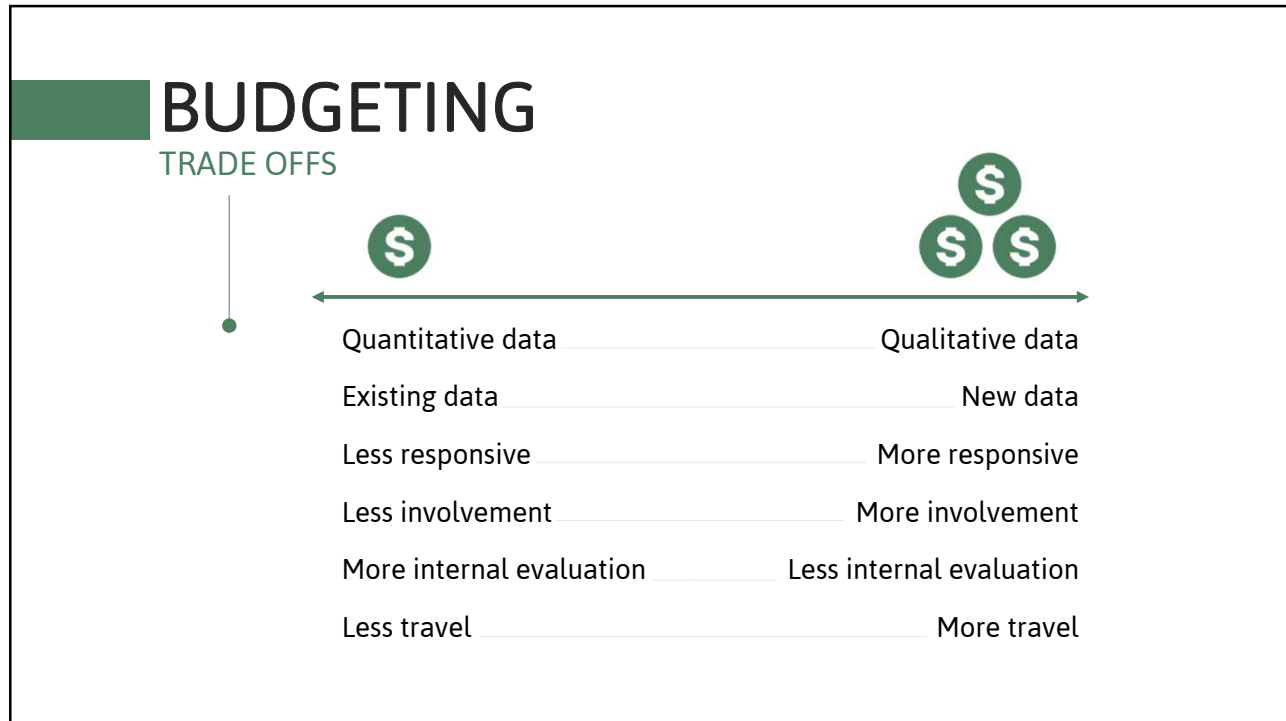 BUDGETING
TRADE OFFS
$ $
$ $
Quantitative data Qualitative data
Existing data New data
Less responsive More responsive
Less involvement More involvement
More internal evaluation Less internal evaluation
Less travel More travel